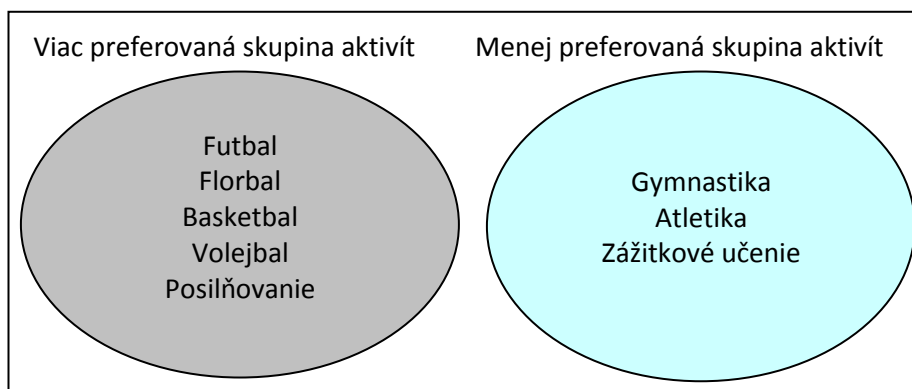 Viac preferovaná skupina aktivít
Menej preferovaná skupina aktivít
Futbal
Florbal
Basketbal
Volejbal
Posilňovanie
Gymnastika
Atletika
Zážitkové učenie